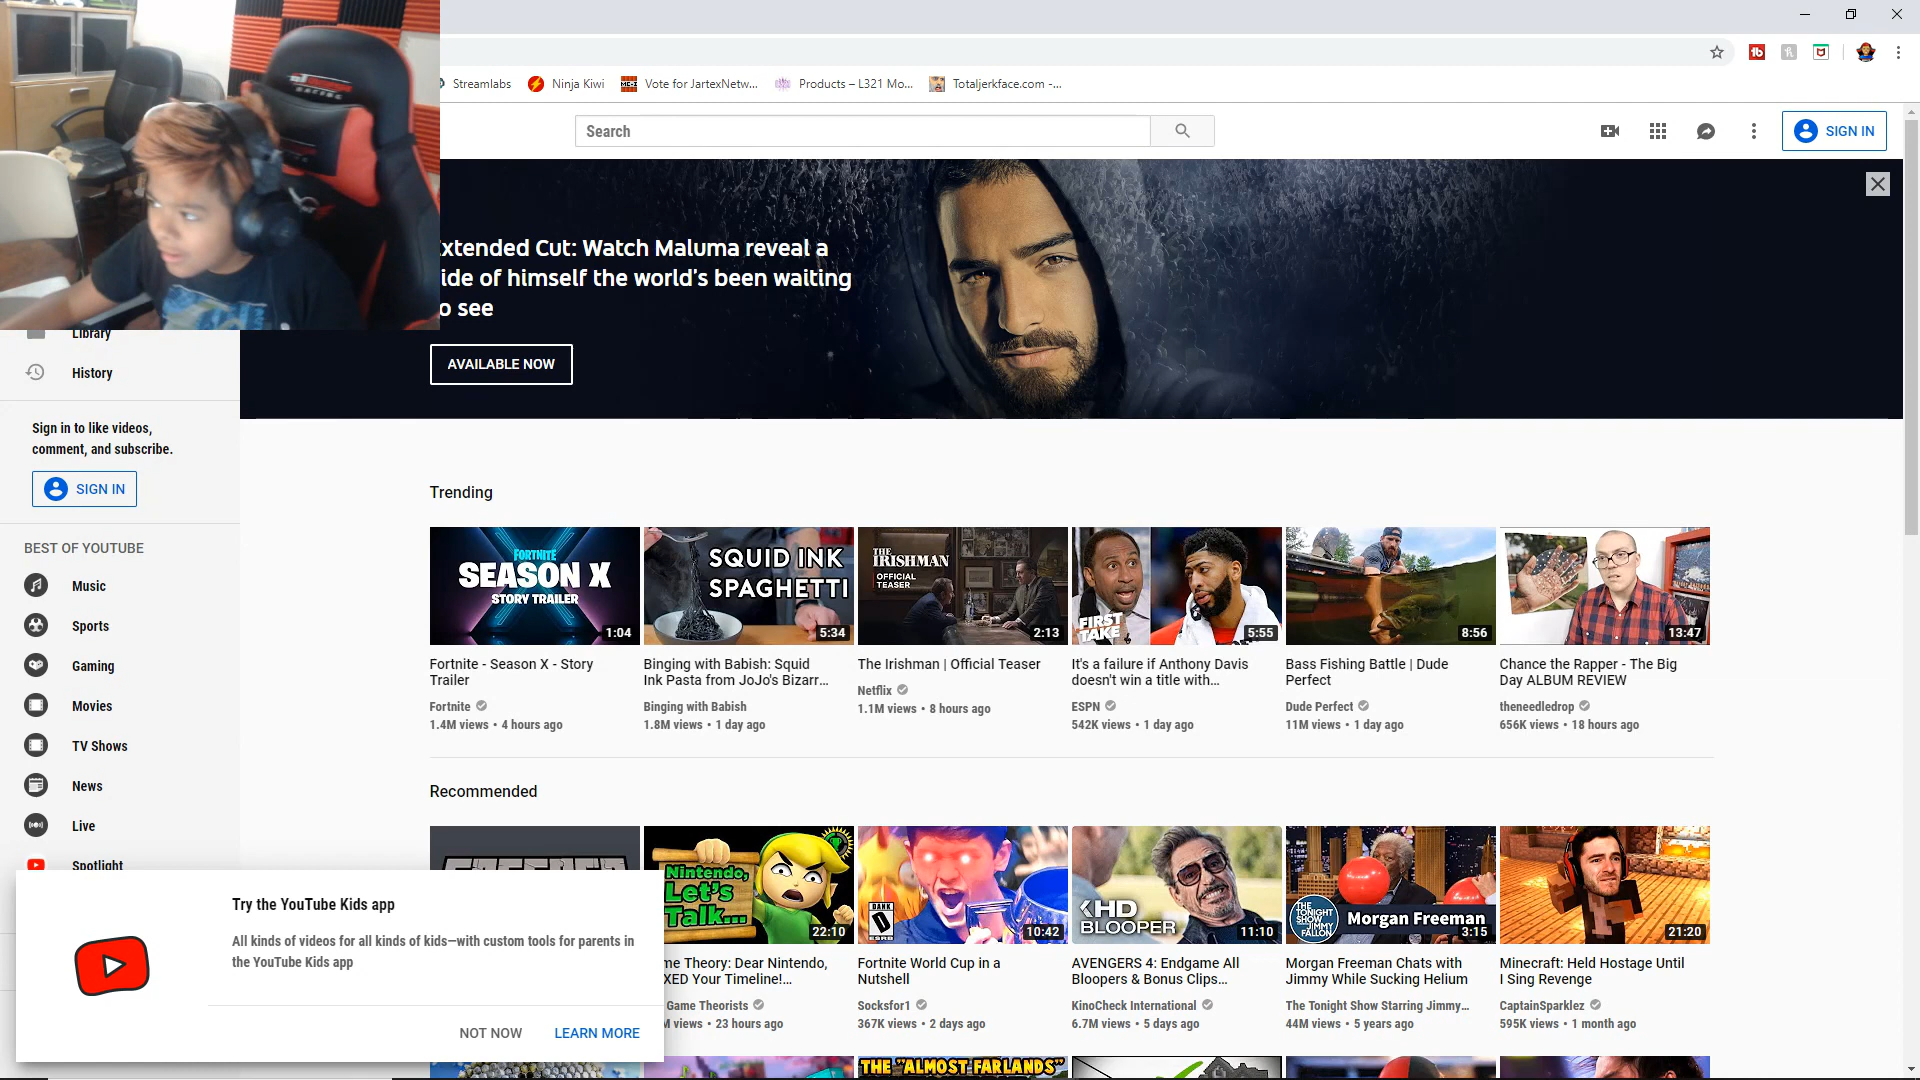 Streamlabs
Ninja Kiwi
Vote for JartexNetw...
Products – L321 Mo...
Totaljerkface.com -...
Search
SIGN IN
xtended Cut: Watch Maluma reveal a
ide of himself the world's been waiting
o see
AVAILABLE NOW
Library
History
Sign in to like videos,
comment, and subscribe.
SIGN IN
BEST OF YOUTUBE
Music
Sports
Gaming
Movies
TV Shows
News
Live
Spotlight
Trending
FORTNITE
SEASON X
STORY TRAILER
1:04
SQUID INK
SPAGHETTI
5:34
THE
IRISHMAN
OFFICIAL
TEASER
2:13
FIRST
TAKE
5:55
8:56
13:47
Fortnite - Season X - Story
Trailer
Fortnite
1.4M views • 4 hours ago
Binging with Babish: Squid
Ink Pasta from JoJo's Bizarr...
Binging with Babish
1.8M views • 1 day ago
The Irishman | Official Teaser
Netflix
1.1M views • 8 hours ago
It's a failure if Anthony Davis
doesn't win a title with...
ESPN
542K views • 1 day ago
Bass Fishing Battle | Dude
Perfect
Dude Perfect
11M views • 1 day ago
Chance the Rapper - The Big
Day ALBUM REVIEW
theneedledrop
656K views • 18 hours ago
Recommended
Nintendo,
Let's
Talk...
22:10
DANK
ESRB
10:42
HD
BLOOPER
11:10
THE
TONIGHT
SHOW
JIMMY
FALLON
Morgan Freeman
3:15
21:20
me Theory: Dear Nintendo,
XED Your Timeline!...
Game Theorists
M views • 23 hours ago
Fortnite World Cup in a
Nutshell
Socksfor1
367K views • 2 days ago
AVENGERS 4: Endgame All
Bloopers & Bonus Clips...
KinoCheck International
6.7M views • 5 days ago
Morgan Freeman Chats with
Jimmy While Sucking Helium
The Tonight Show Starring Jimmy...
44M views • 5 years ago
Minecraft: Held Hostage Until
I Sing Revenge
CaptainSparklez
595K views • 1 month ago
Try the YouTube Kids app
All kinds of videos for all kinds of kids—with custom tools for parents in
the YouTube Kids app
NOT NOW
LEARN MORE
THE "ALMOST FARLANDS"